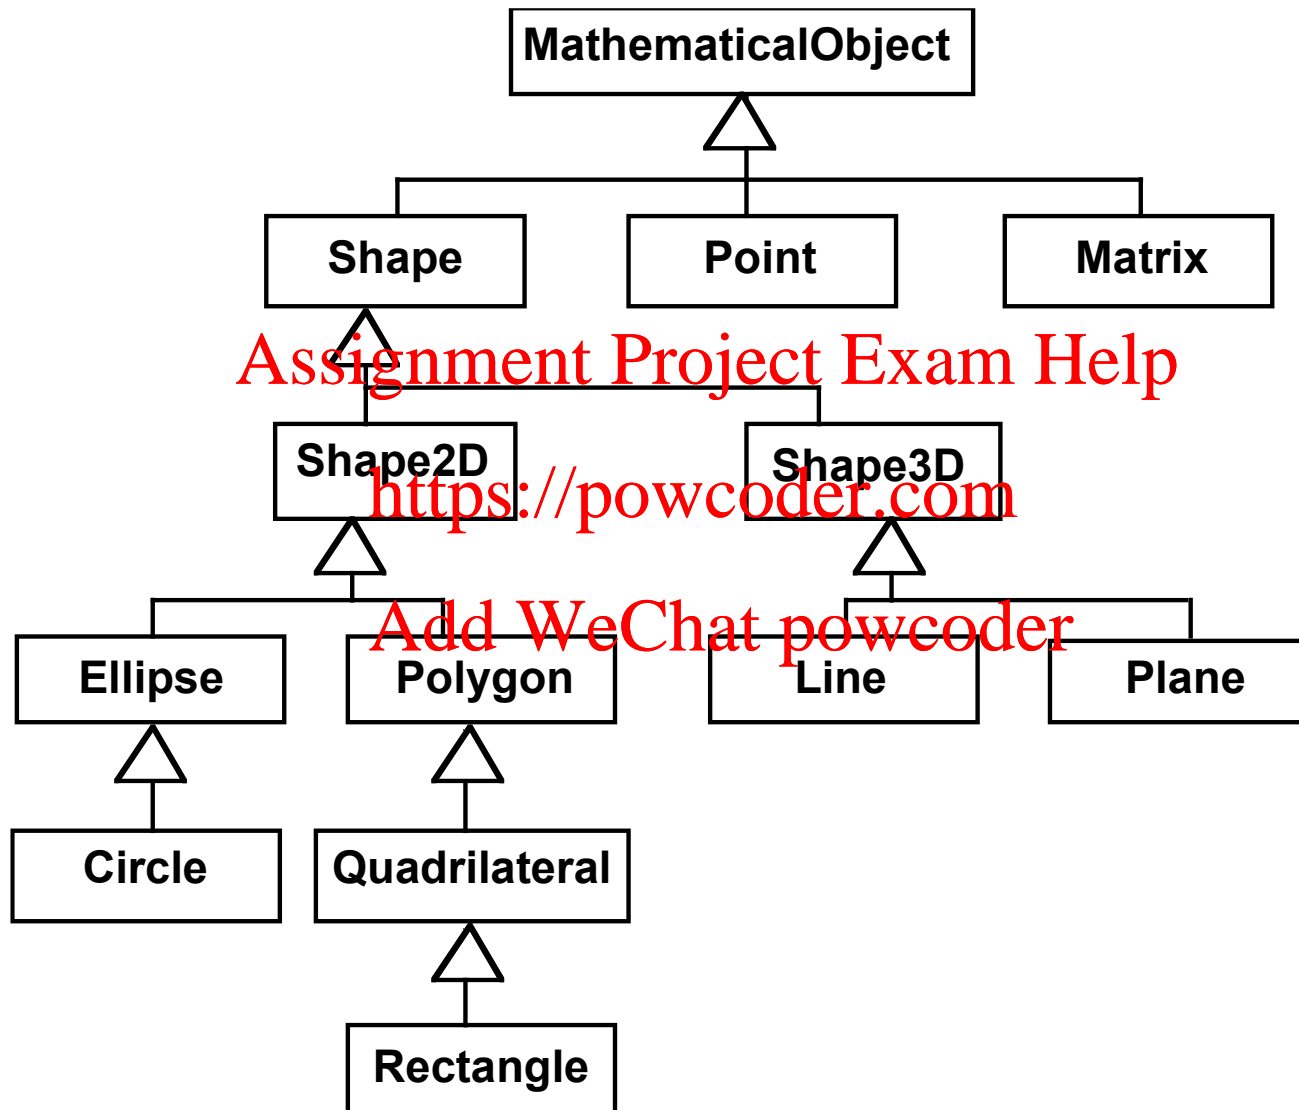 MathematicalObject
Shape Point Matrix
Assignment Project Exam Help
Shape2D Shape3D
https://powcoder.com
Add WeChat powcoder
Ellipse Polygon Line Plane
Circle Quadrilateral
Rectangle